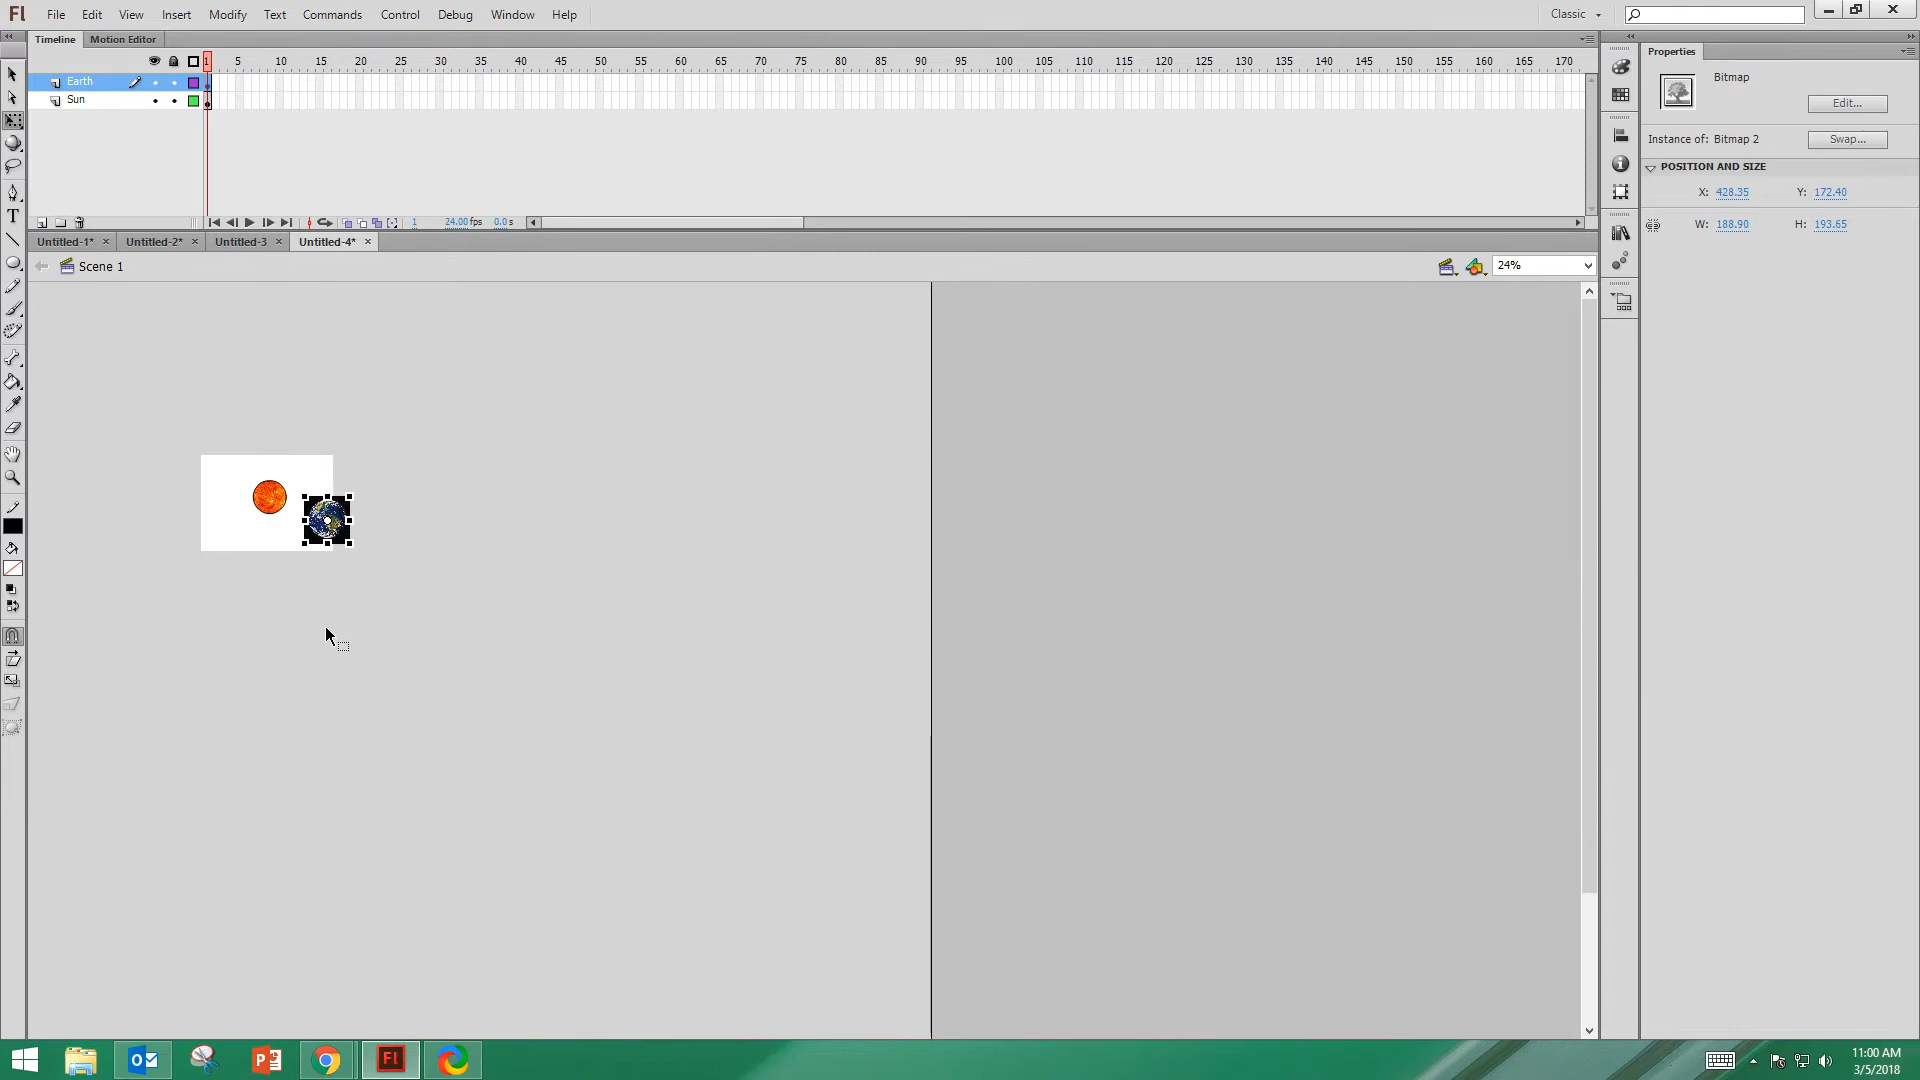 Fl File Edit View Insert Modify Text Commands Control Debug Window Help Classic
Timeline Motion Editor
1 5 10 15 20 25 30 35 40 45 50 55 60 65 70 75 80 85 90 95 100 105 110 115 120 125 130 135 140 145 150 155 160 165 170
Earth
Sun
1 24.00 fps 0.0 s
Untitled-1* × Untitled-2* × Untitled-3 × Untitled-4* ×
Scene 1 24%
Properties
Bitmap
Edit...
Instance of: Bitmap 2 Swap...
POSITION AND SIZE
X: 428.35 Y: 172.40
W: 188.90 H: 193.65
T
Fl
11:00 AM
3/5/2018